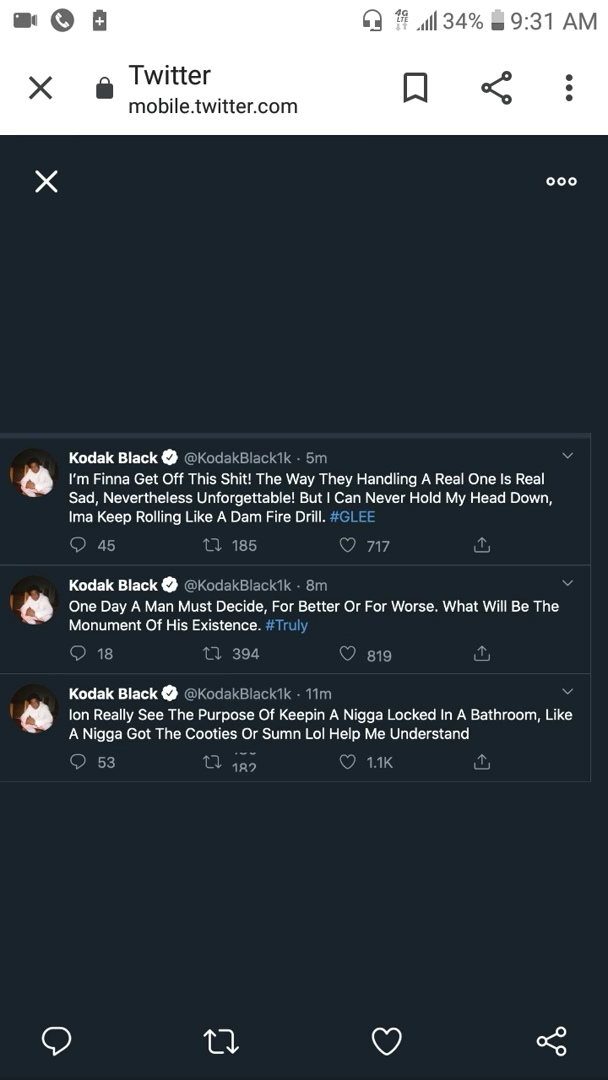 4G
LTE
34%
9:31 AM
Twitter
mobile.twitter.com
Kodak Black @KodakBlack1k · 5m
I'm Finna Get Off This Shit! The Way They Handling A Real One Is Real
Sad, Nevertheless Unforgettable! But I Can Never Hold My Head Down,
Ima Keep Rolling Like A Dam Fire Drill. #GLEE
45 185 717
Kodak Black @KodakBlack1k · 8m
One Day A Man Must Decide, For Better Or For Worse. What Will Be The
Monument Of His Existence. #Truly
18 394 819
Kodak Black @KodakBlack1k · 11m
Ion Really See The Purpose Of Keepin A Nigga Locked In A Bathroom, Like
A Nigga Got The Cooties Or Sumn Lol Help Me Understand
53 182 1.1K